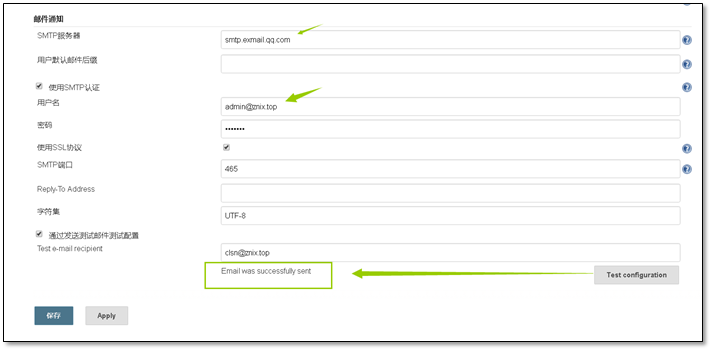 邮件通知
SMTP服务器
smtp.exmail.qq.com
用户默认邮件后缀
使用SMTP认证
用户名
admin@znix.top
密码
•••••••
使用SSL协议
SMTP端口
465
Reply-To Address
字符集
UTF-8
通过发送测试邮件测试配置
Test e-mail recipient
clsn@znix.top
Email was successfully sent
Test configuration
保存
Apply